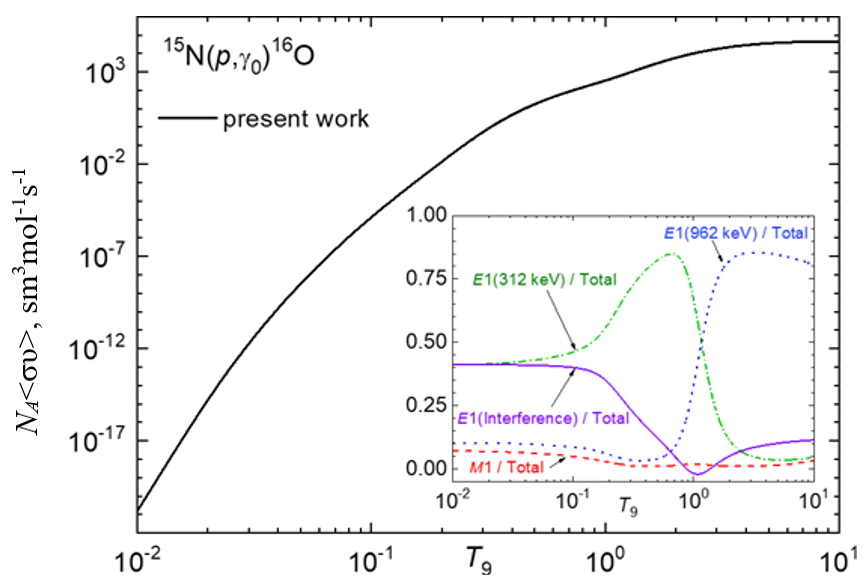 ¹⁵N(p,γ₀)¹⁶O
present work
N_A<συ>, sm³mol⁻¹s⁻¹
10³
10⁻²
10⁻⁷
10⁻¹²
10⁻¹⁷
10⁻² 10⁻¹ T₉ 10⁰ 10¹
1.00
0.75
0.50
0.25
0.00
E1(962 keV) / Total
E1(312 keV) / Total
E1(Interference) / Total
M1 / Total
10⁻² 10⁻¹ T₉ 10⁰ 10¹